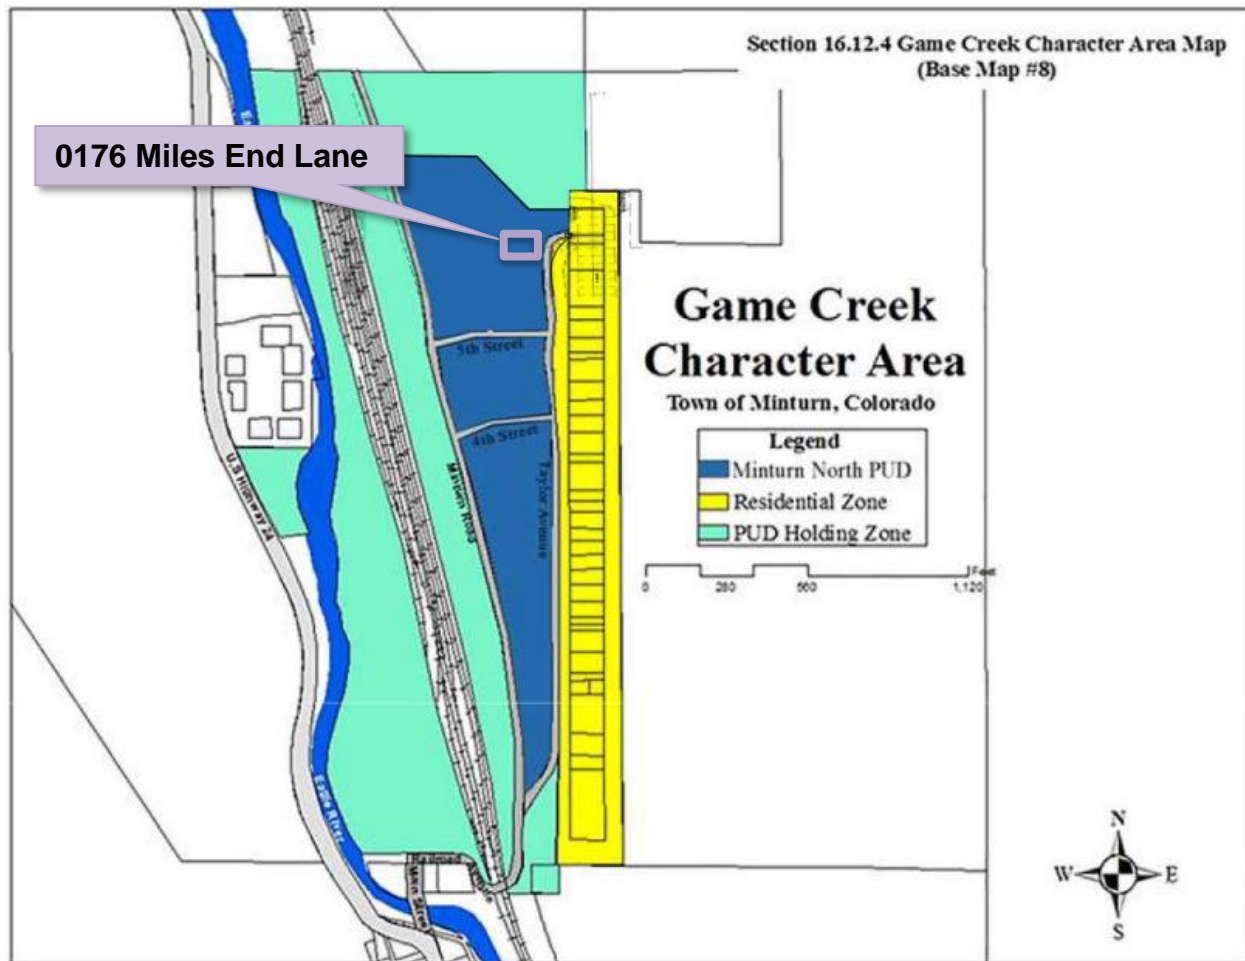 Section 16.12.4 Game Creek Character Area Map
(Base Map #8)
0176 Miles End Lane
Game Creek
Character Area
Town of Minturn, Colorado
Legend
Minturn North PUD
Residential Zone
PUD Holding Zone
Feet
0 280 560 1,120
5th Street
4th Street
Minturn Road
Taylor Avenue
U.S Highway 24
Eagle River
Railroad Avenue
Main Street
N
W E
S